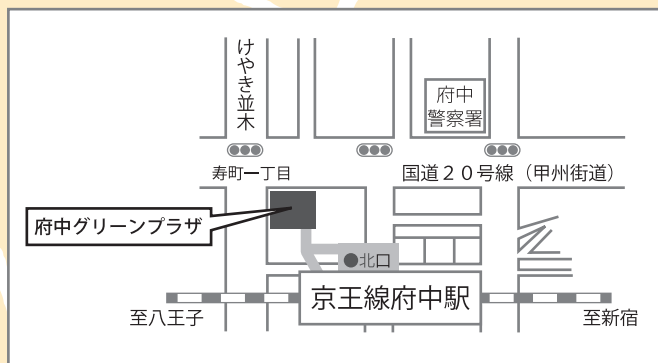 けやき並木
府中
警察署
寿町一丁目
国道２０号線（甲州街道）
府中グリーンプラザ
北口
京王線府中駅
至八王子
至新宿